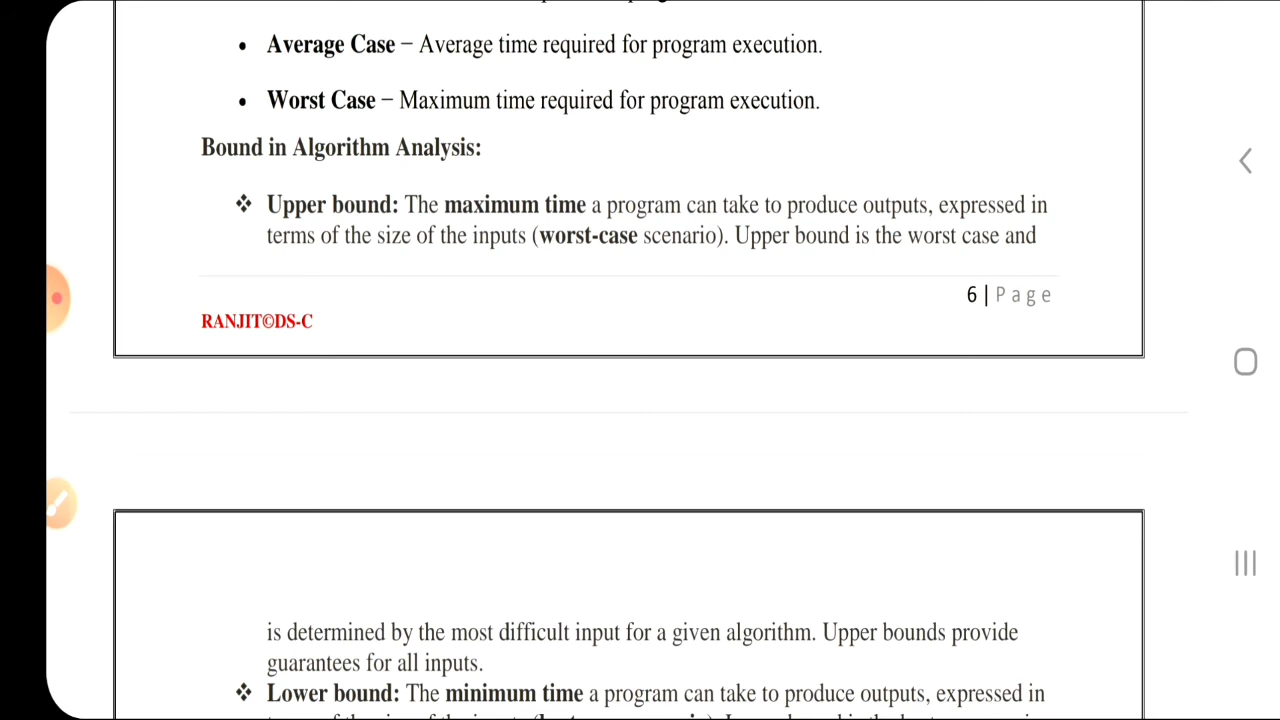 • Average Case – Average time required for program execution.
• Worst Case – Maximum time required for program execution.
Bound in Algorithm Analysis:
❖ Upper bound: The maximum time a program can take to produce outputs, expressed in
terms of the size of the inputs (worst-case scenario). Upper bound is the worst case and
6 | Page
RANJIT©DS-C
is determined by the most difficult input for a given algorithm. Upper bounds provide
guarantees for all inputs.
❖ Lower bound: The minimum time a program can take to produce outputs, expressed in